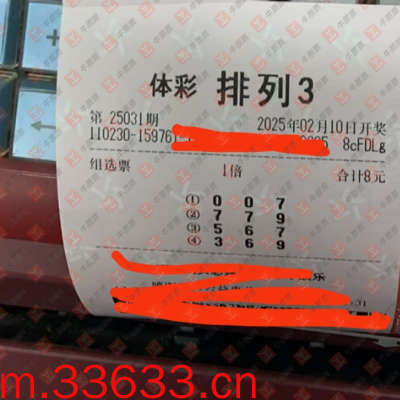 体彩 排列3
第 25031期 2025年02月10日开奖
110230-15976 8cFDLg
组选票 1倍 合计8元
① 0 0 7
② 7 7 9
③ 5 6 7
④ 3 6 9
m.33633.cn